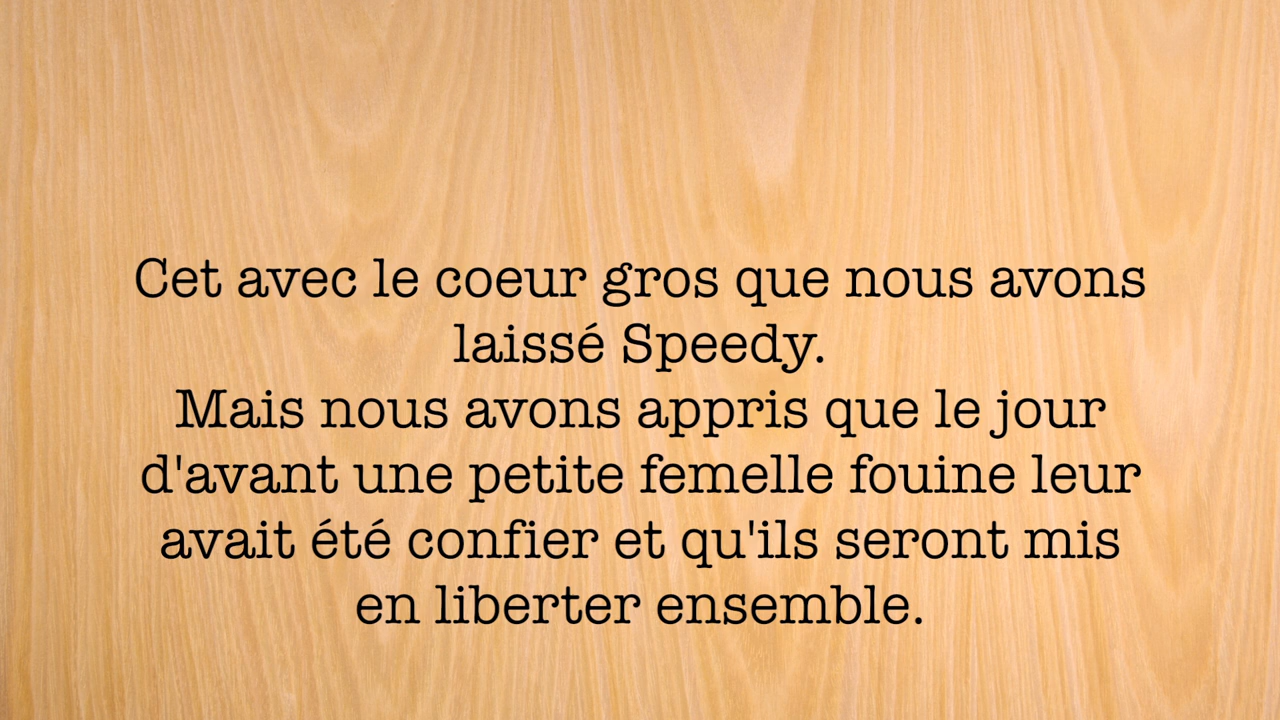 Cet avec le coeur gros que nous avons
laissé Speedy.
Mais nous avons appris que le jour
d'avant une petite femelle fouine leur
avait été confier et qu'ils seront mis
en liberter ensemble.